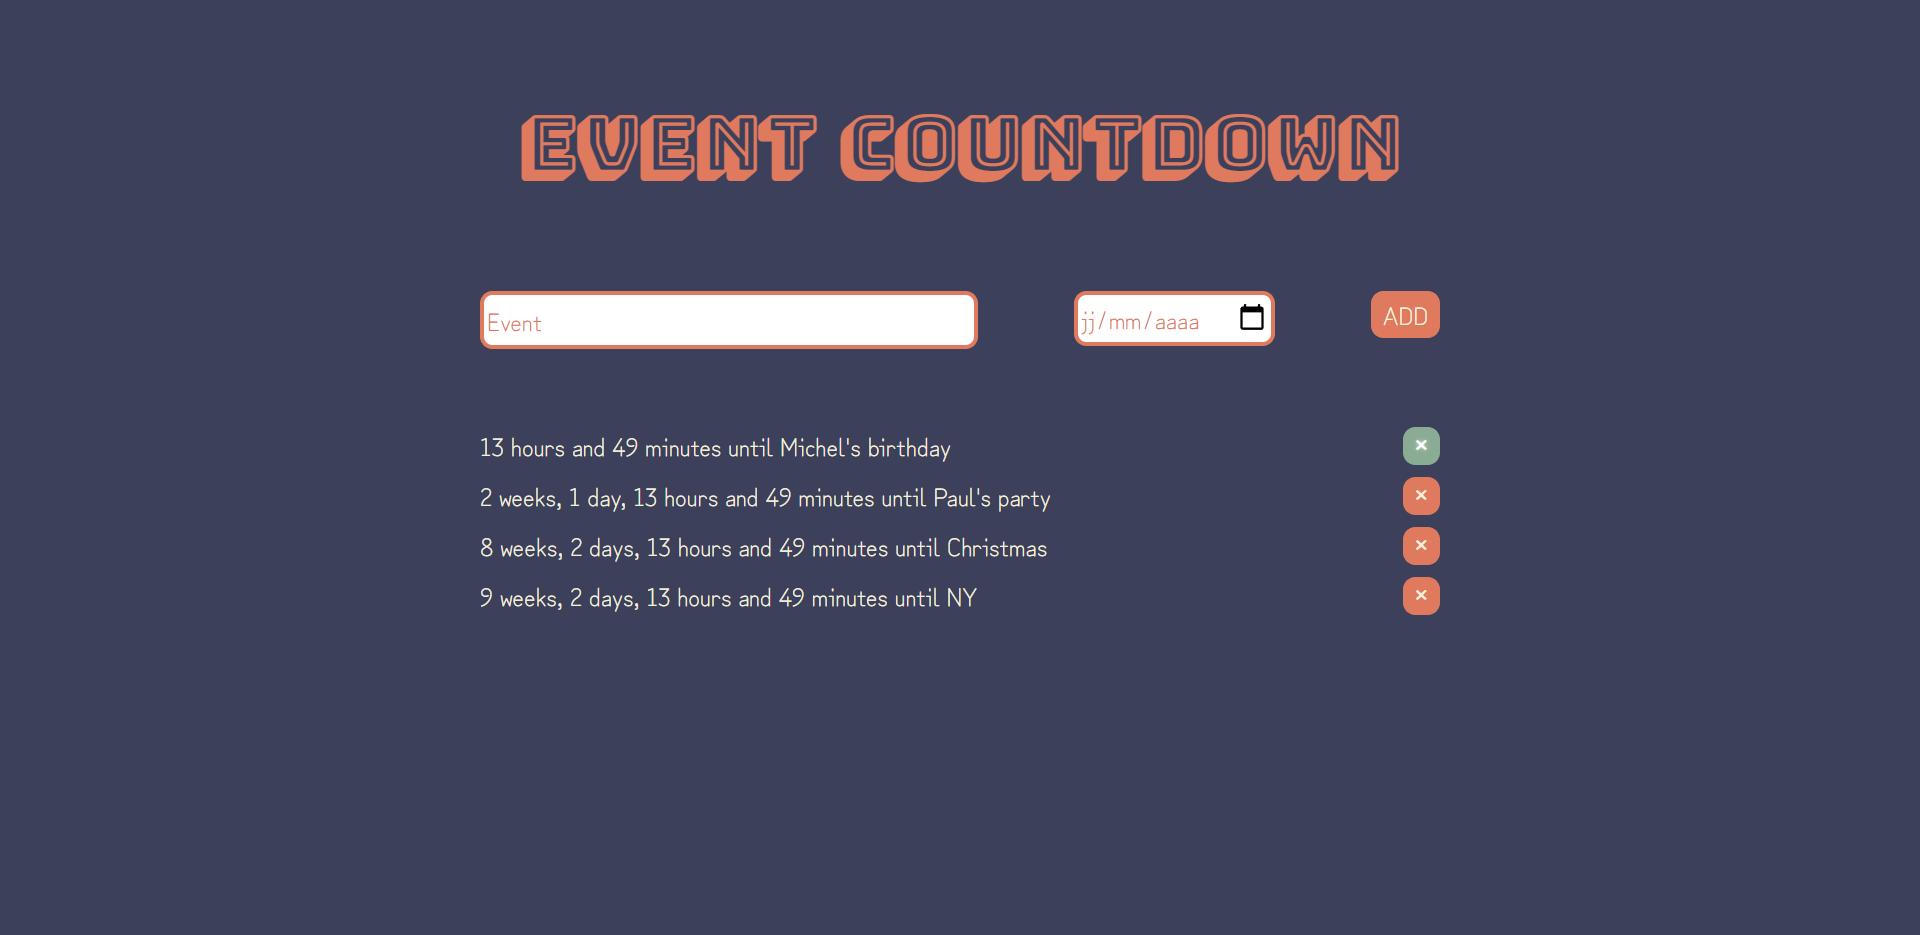 EVENT COUNTDOWN
Event jj/mm/aaaa ADD
13 hours and 49 minutes until Michel's birthday ×
2 weeks, 1 day, 13 hours and 49 minutes until Paul's party ×
8 weeks, 2 days, 13 hours and 49 minutes until Christmas ×
9 weeks, 2 days, 13 hours and 49 minutes until NY ×